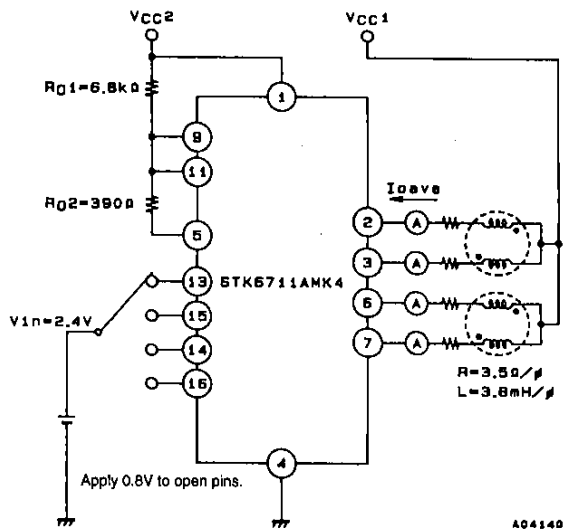 VCC2
VCC1
RO1=6.8kΩ
1
9
11
RO2=390Ω
Ioave
2
A
5
3
A
13
STK6711AMK4
6
A
Vin=2.4V
15
7
A
14
R=3.5Ω/ø
L=3.8mH/ø
16
4
Apply 0.8V to open pins.
A04140